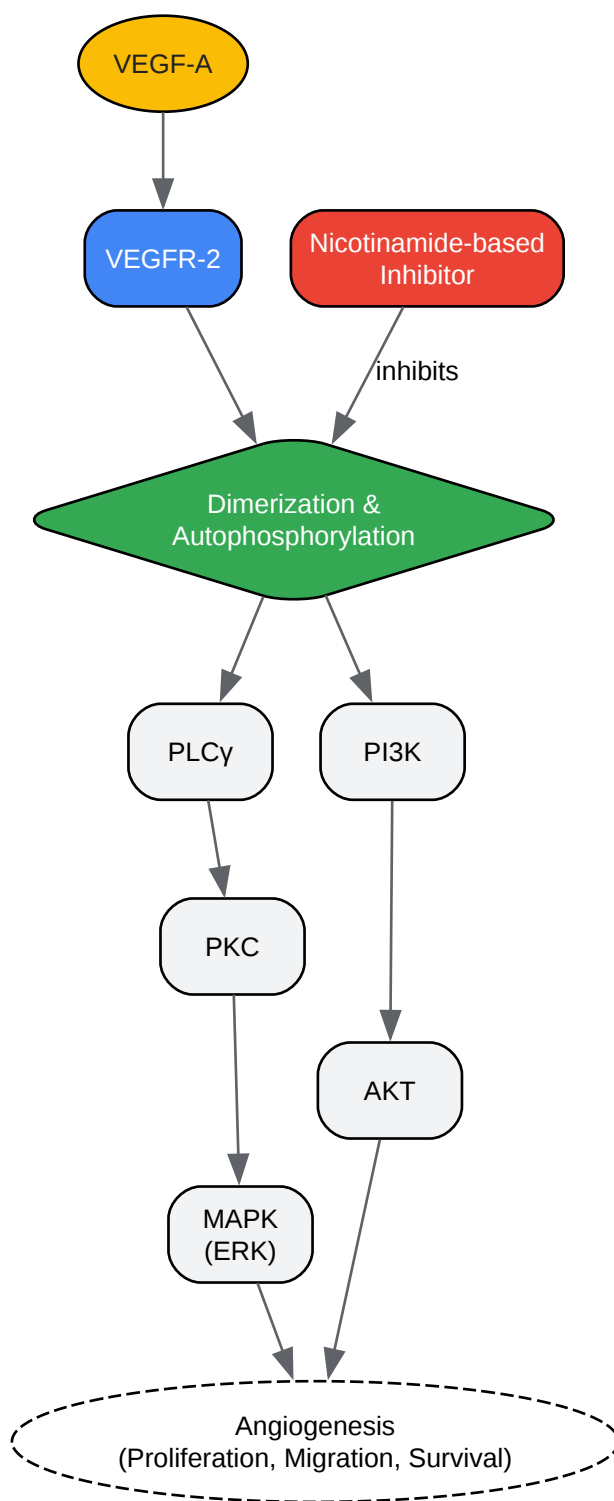 VEGF-A
VEGFR-2
Nicotinamide-based
Inhibitor
inhibits
Dimerization &
Autophosphorylation
PLCγ
PI3K
PKC
AKT
MAPK
(ERK)
Angiogenesis
(Proliferation, Migration, Survival)